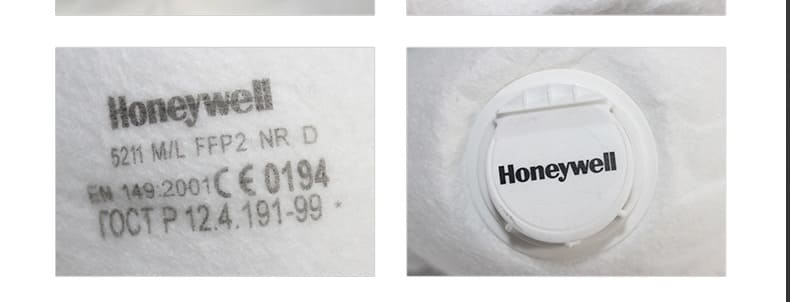 Honeywell
5211 M/L FFP2 NR D
EN 149:2001 CE 0194
ГОСТ Р 12.4.191-99 *
Honeywell